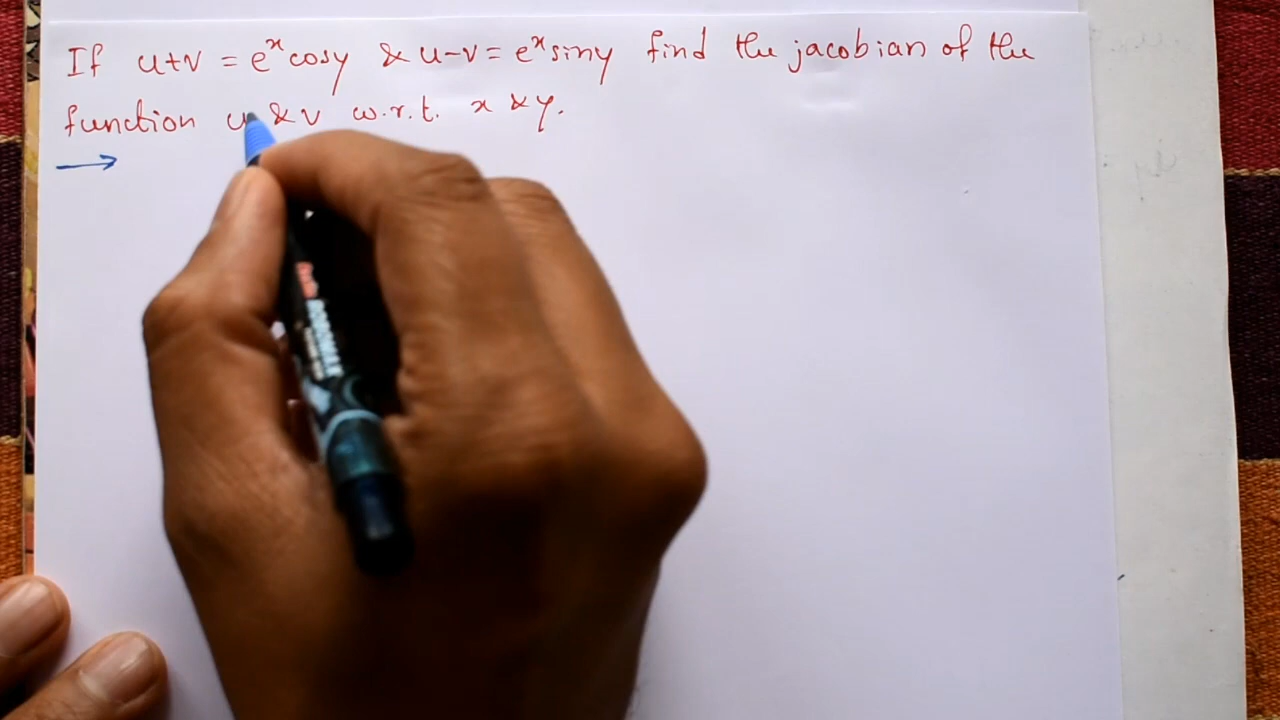 If u+v = e^x cosy & u-v = e^x siny find the jacobian of the
function u & v w.r.t. x & y.
→